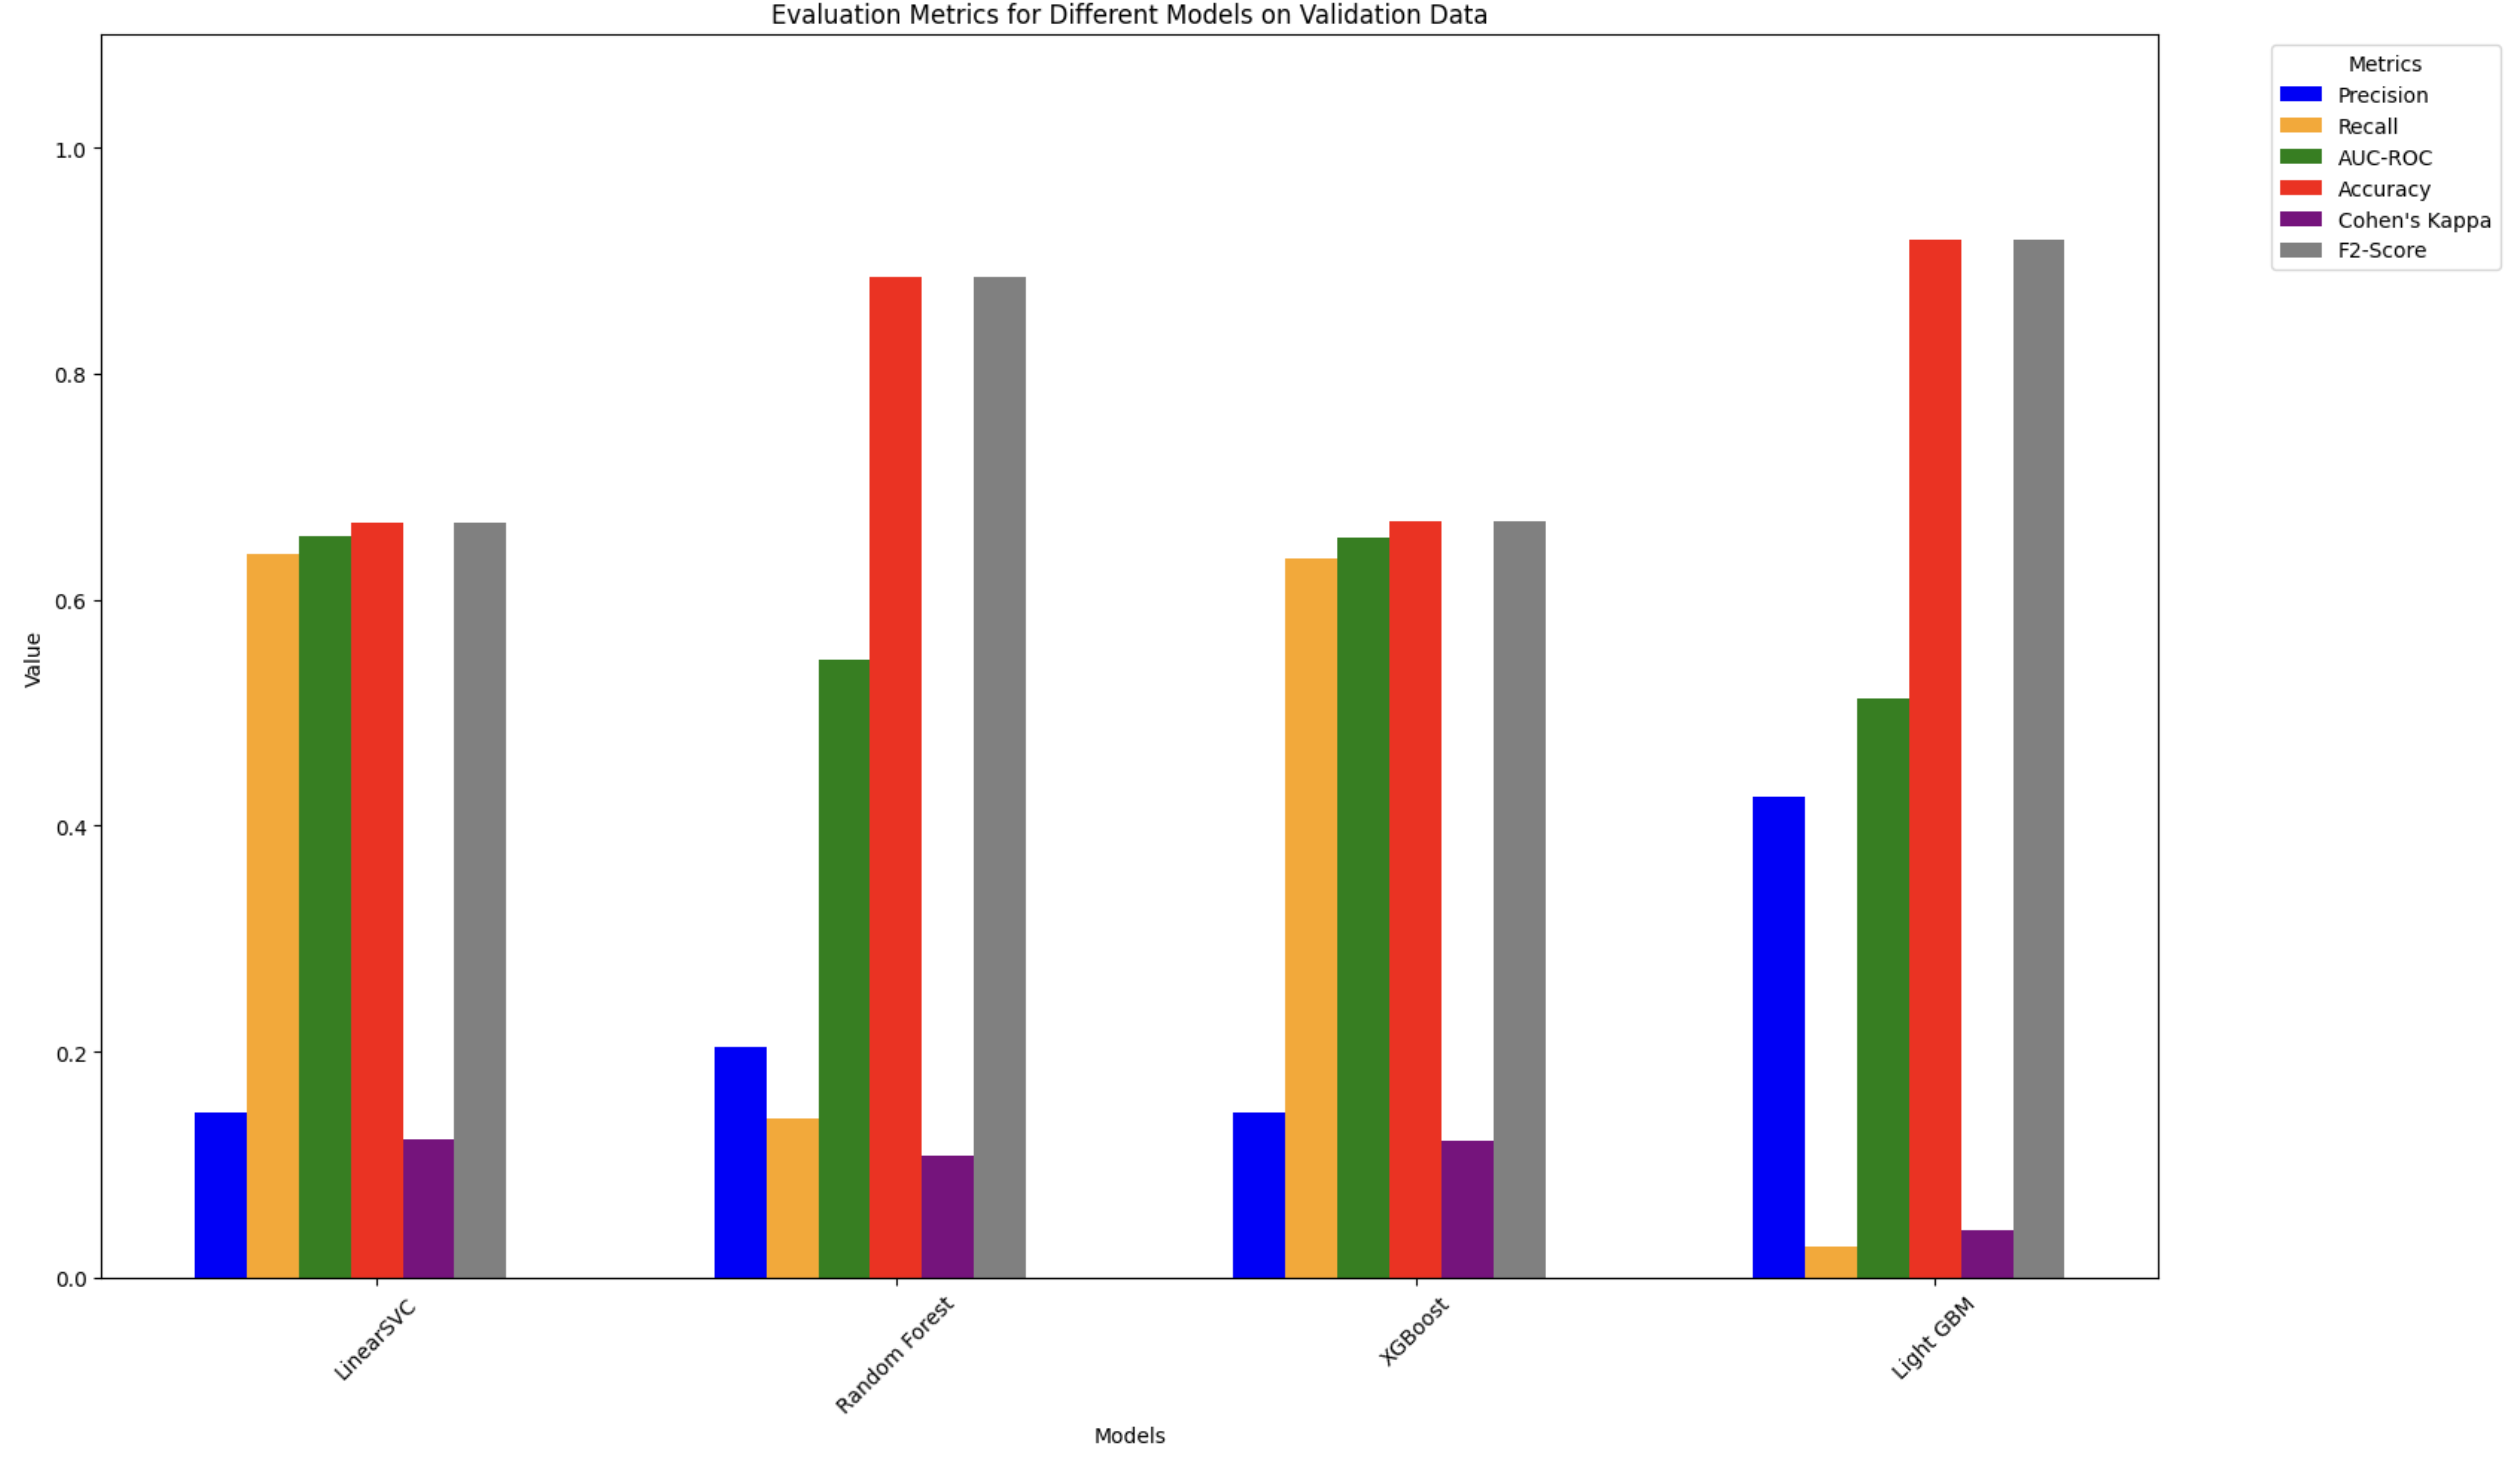 Evaluation Metrics for Different Models on Validation Data
Metrics
Precision
Recall
AUC-ROC
Accuracy
Cohen's Kappa
F2-Score
Value
1.0
0.8
0.6
0.4
0.2
0.0
LinearSVC
Random Forest
XGBoost
Light GBM
Models